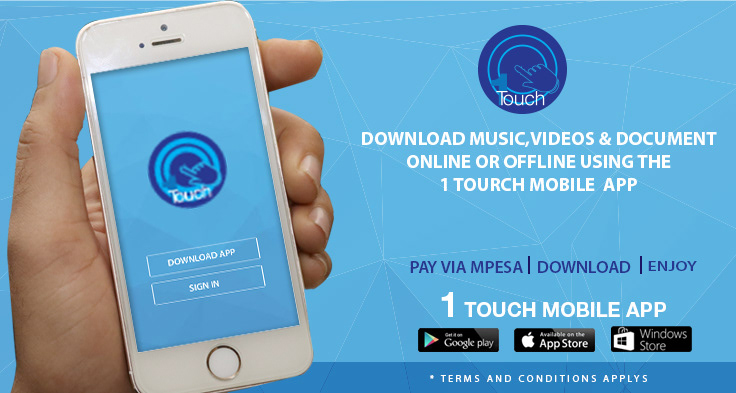 Touch
DOWNLOAD APP
SIGN IN
Touch
DOWNLOAD MUSIC,VIDEOS & DOCUMENT
ONLINE OR OFFLINE USING THE
1 TOURCH MOBILE APP
PAY VIA MPESA | DOWNLOAD | ENJOY
1 TOUCH MOBILE APP
Get it on
Google play
Available on the
App Store
Windows
Store
* TERMS AND CONDITIONS APPLYS